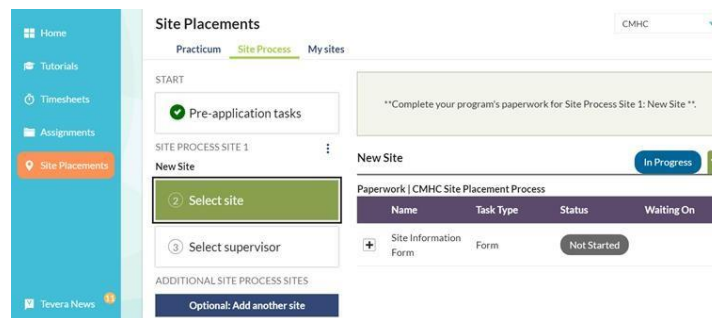 Home
Tutorials
Timesheets
Assignments
Site Placements
Tevera News
13
Site Placements
CMHC
Practicum Site Process My sites
START
Pre-application tasks
SITE PROCESS SITE 1
New Site
2 Select site
3 Select supervisor
ADDITIONAL SITE PROCESS SITES
Optional: Add another site
**Complete your program's paperwork for Site Process Site 1: New Site **.
New Site
In Progress
Paperwork | CMHC Site Placement Process
Name Task Type Status Waiting On
Site Information
Form
Form
Not Started